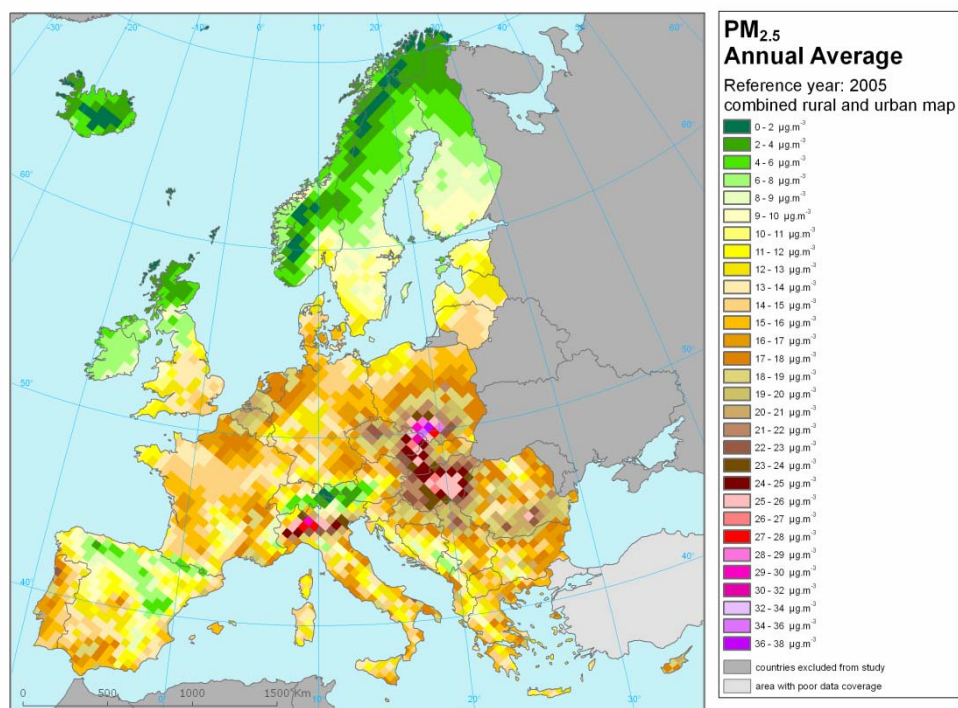 PM2.5
Annual Average
Reference year: 2005
combined rural and urban map
0 - 2 µg.m-3
2 - 4 µg.m-3
4 - 6 µg.m-3
6 - 8 µg.m-3
8 - 9 µg.m-3
9 - 10 µg.m-3
10 - 11 µg.m-3
11 - 12 µg.m-3
12 - 13 µg.m-3
13 - 14 µg.m-3
14 - 15 µg.m-3
15 - 16 µg.m-3
16 - 17 µg.m-3
17 - 18 µg.m-3
18 - 19 µg.m-3
19 - 20 µg.m-3
20 - 21 µg.m-3
21 - 22 µg.m-3
22 - 23 µg.m-3
23 - 24 µg.m-3
24 - 25 µg.m-3
25 - 26 µg.m-3
26 - 27 µg.m-3
27 - 28 µg.m-3
28 - 29 µg.m-3
29 - 30 µg.m-3
30 - 32 µg.m-3
32 - 34 µg.m-3
34 - 36 µg.m-3
36 - 38 µg.m-3
countries excluded from study
area with poor data coverage
-30° -20° -10° 0° 10° 20° 30° 40° 50° 60°
60°
60°
50°
50°
40°
40°
0 500 1000 1500 Km
0° 10° 20° 30°